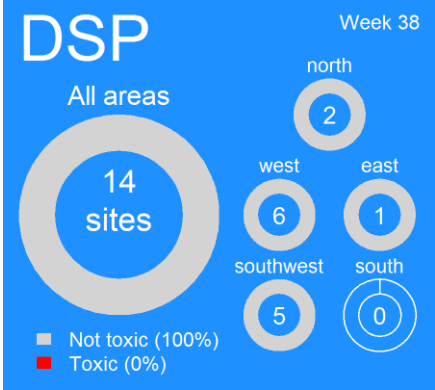 DSP
Week 38
All areas
14
sites
north
2
west
6
east
1
southwest
5
south
0
Not toxic (100%)
Toxic (0%)